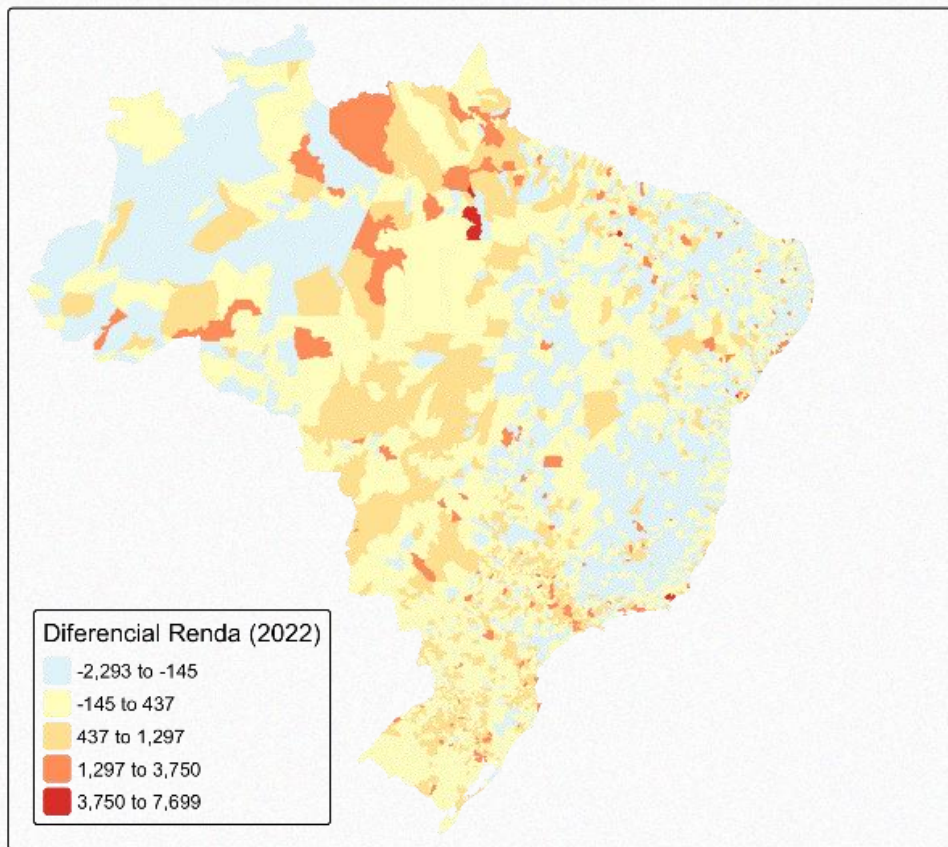 Diferencial Renda (2022)
-2,293 to -145
-145 to 437
437 to 1,297
1,297 to 3,750
3,750 to 7,699